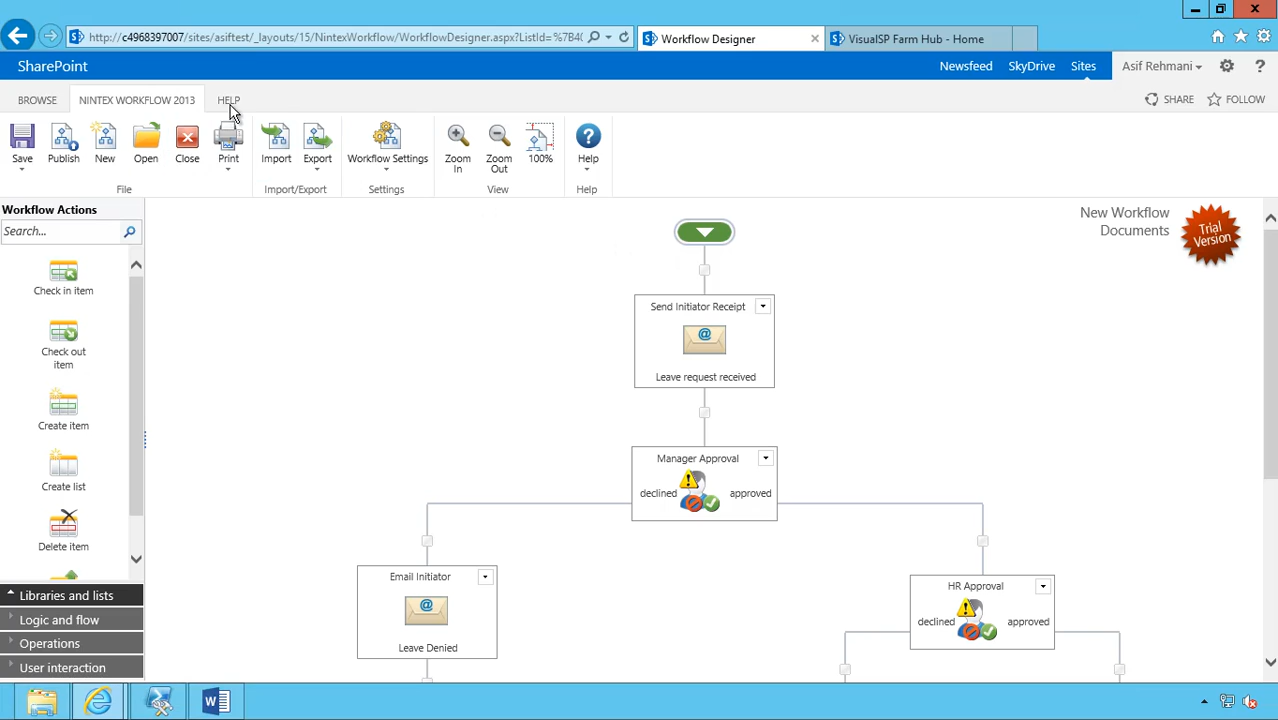 http://c4968397007/sites/asiftest/_layouts/15/NintexWorkflow/WorkflowDesigner.aspx?ListId=%7B4
Workflow Designer
VisualSP Farm Hub - Home
SharePoint
Newsfeed SkyDrive Sites Asif Rehmani ?
BROWSE NINTEX WORKFLOW 2013 HELP
SHARE FOLLOW
Save Publish New Open Close Print Import Export Workflow Settings Zoom In Zoom Out 100% Help
File Import/Export Settings View Help
Workflow Actions
Search...
Check in item
Check out
item
Create item
Create list
Delete item
Libraries and lists
Logic and flow
Operations
User interaction
New Workflow
Documents
Trial
Version
Send Initiator Receipt
@
Leave request received
Manager Approval
declined approved
Email Initiator
@
Leave Denied
HR Approval
declined approved